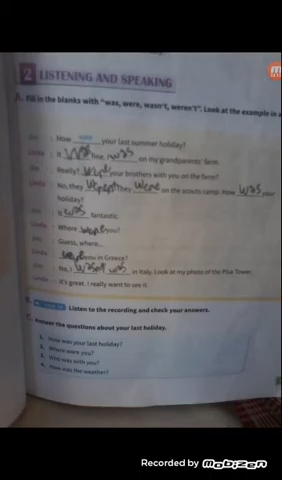 2 LISTENING AND SPEAKING
A. Fill in the blanks with "was, were, wasn't, weren't". Look at the example in a
: How was your last summer holiday?
Linda : It was fine. I was on my grandparents' farm.
: Really? were your brothers with you on the farm?
Linda : No, they weren't They were on the scouts camp. How was your
holiday?
: It was fantastic.
Linda : Where were you?
: Guess, where...
Linda : were you in Greece?
: No, I wasn't was in Italy. Look at my photo of the Pisa Tower.
Linda : It's great. I really want to see it.
B. Listen to the recording and check your answers.
C. Answer the questions about your last holiday.
1. How was your last holiday?
2. Where were you?
3. Who was with you?
4. How was the weather?
Recorded by mobizen